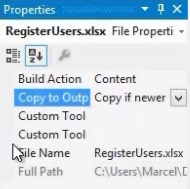 Properties
RegisterUsers.xlsx File Properti
Build Action Content
Copy to Outp Copy if newer
Custom Tool
Custom Tool
File Name RegisterUsers.xlsx
Full Path C:\Users\Marcel\D